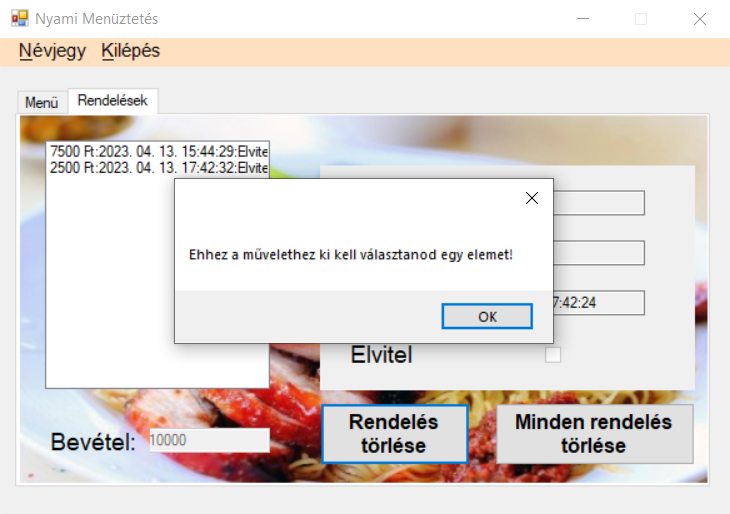 Nyami Menüztetés
Névjegy Kilépés
Menü Rendelések
7500 Ft:2023. 04. 13. 15:44:29:Elvite
2500 Ft:2023. 04. 13. 17:42:32:Elvite
Ehhez a művelethez ki kell választanod egy elemet!
OK
7:42:24
Elvitel
Bevétel: 10000
Rendelés
törlése
Minden rendelés
törlése